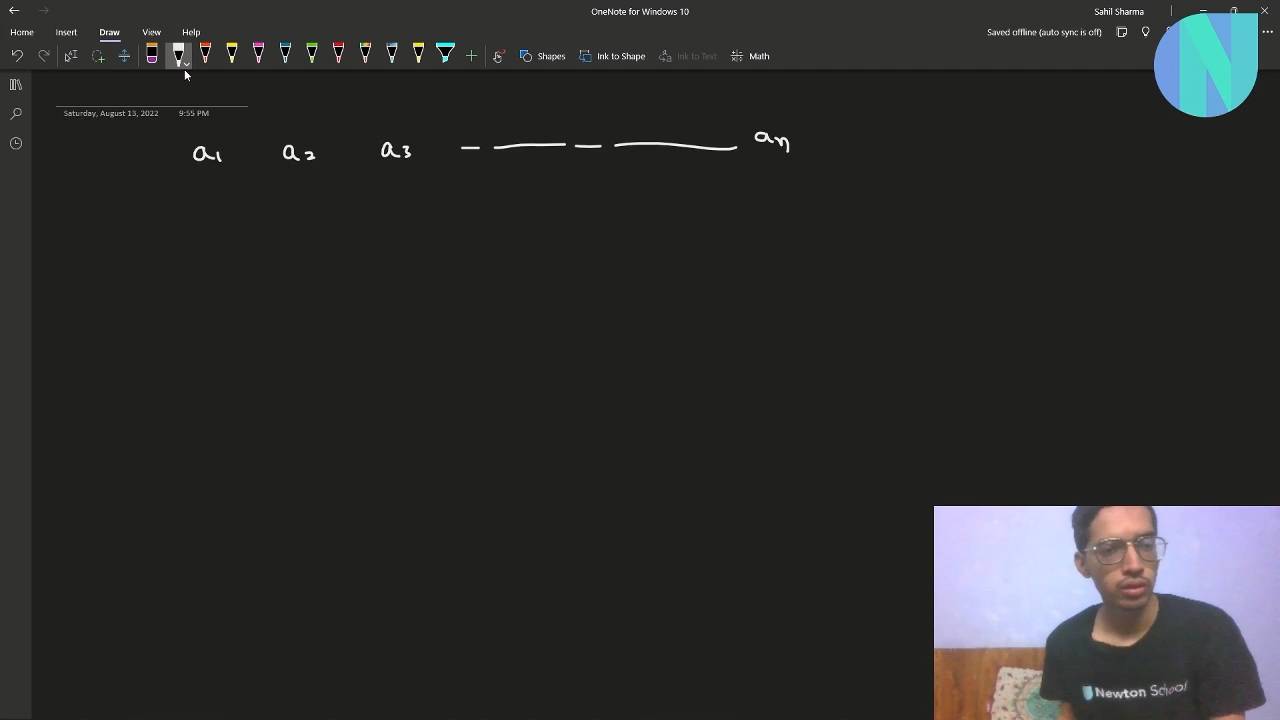 OneNote for Windows 10
Sahil Sharma
Home Insert Draw View Help
Saved offline (auto sync is off)
Shapes Ink to Shape Ink to Text Math
Saturday, August 13, 2022 9:55 PM
a1 a2 a3 — — — — an
Newton School